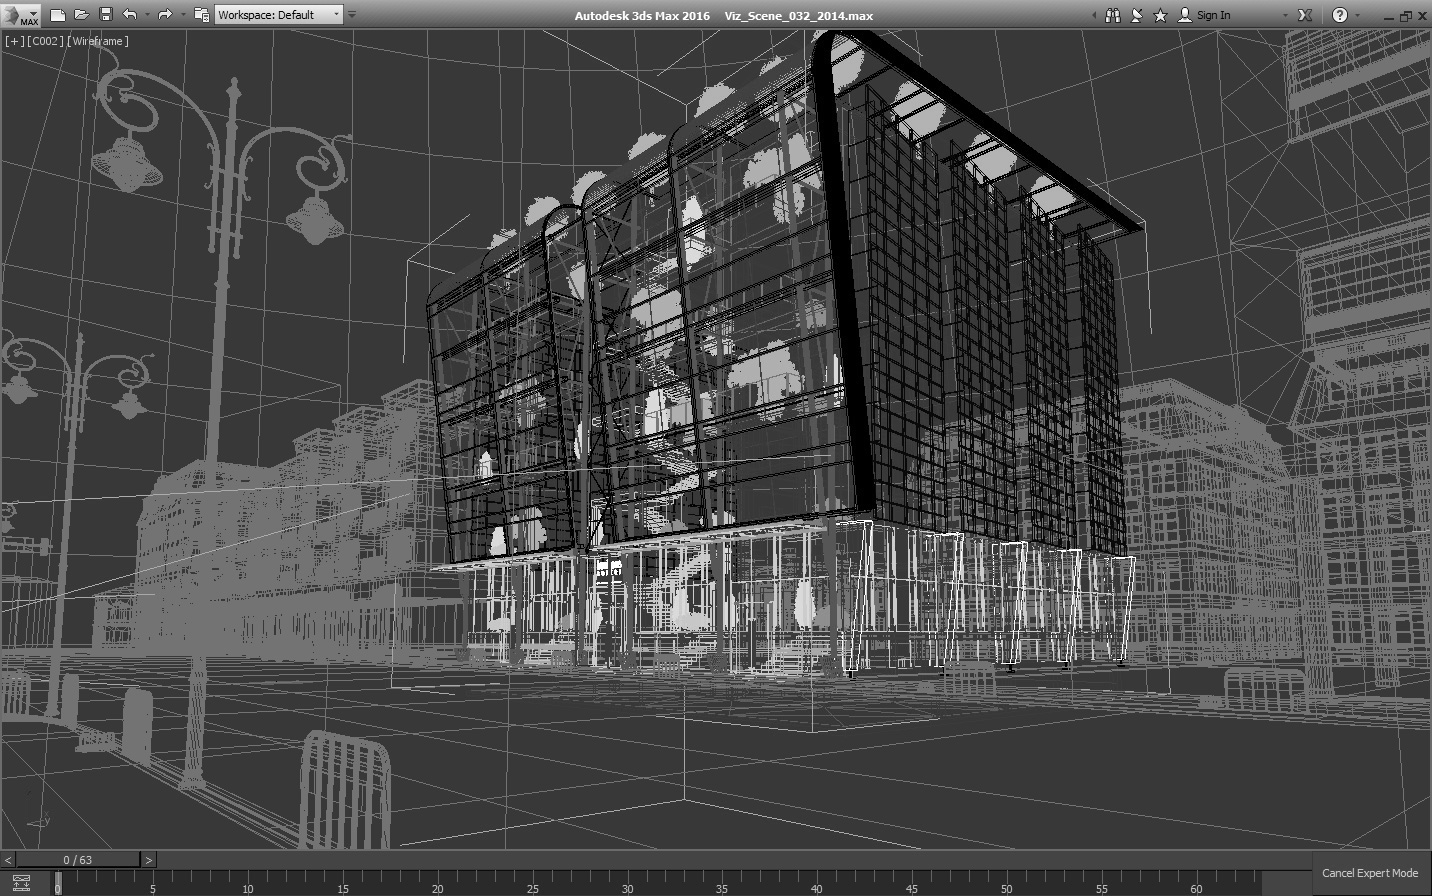 MAX
Workspace: Default
Autodesk 3ds Max 2016 Viz_Scene_032_2014.max
Sign In
[+] [C002] [Wireframe]
y
< 0 / 63 >
0 5 10 15 20 25 30 35 40 45 50 55 60
Cancel Expert Mode